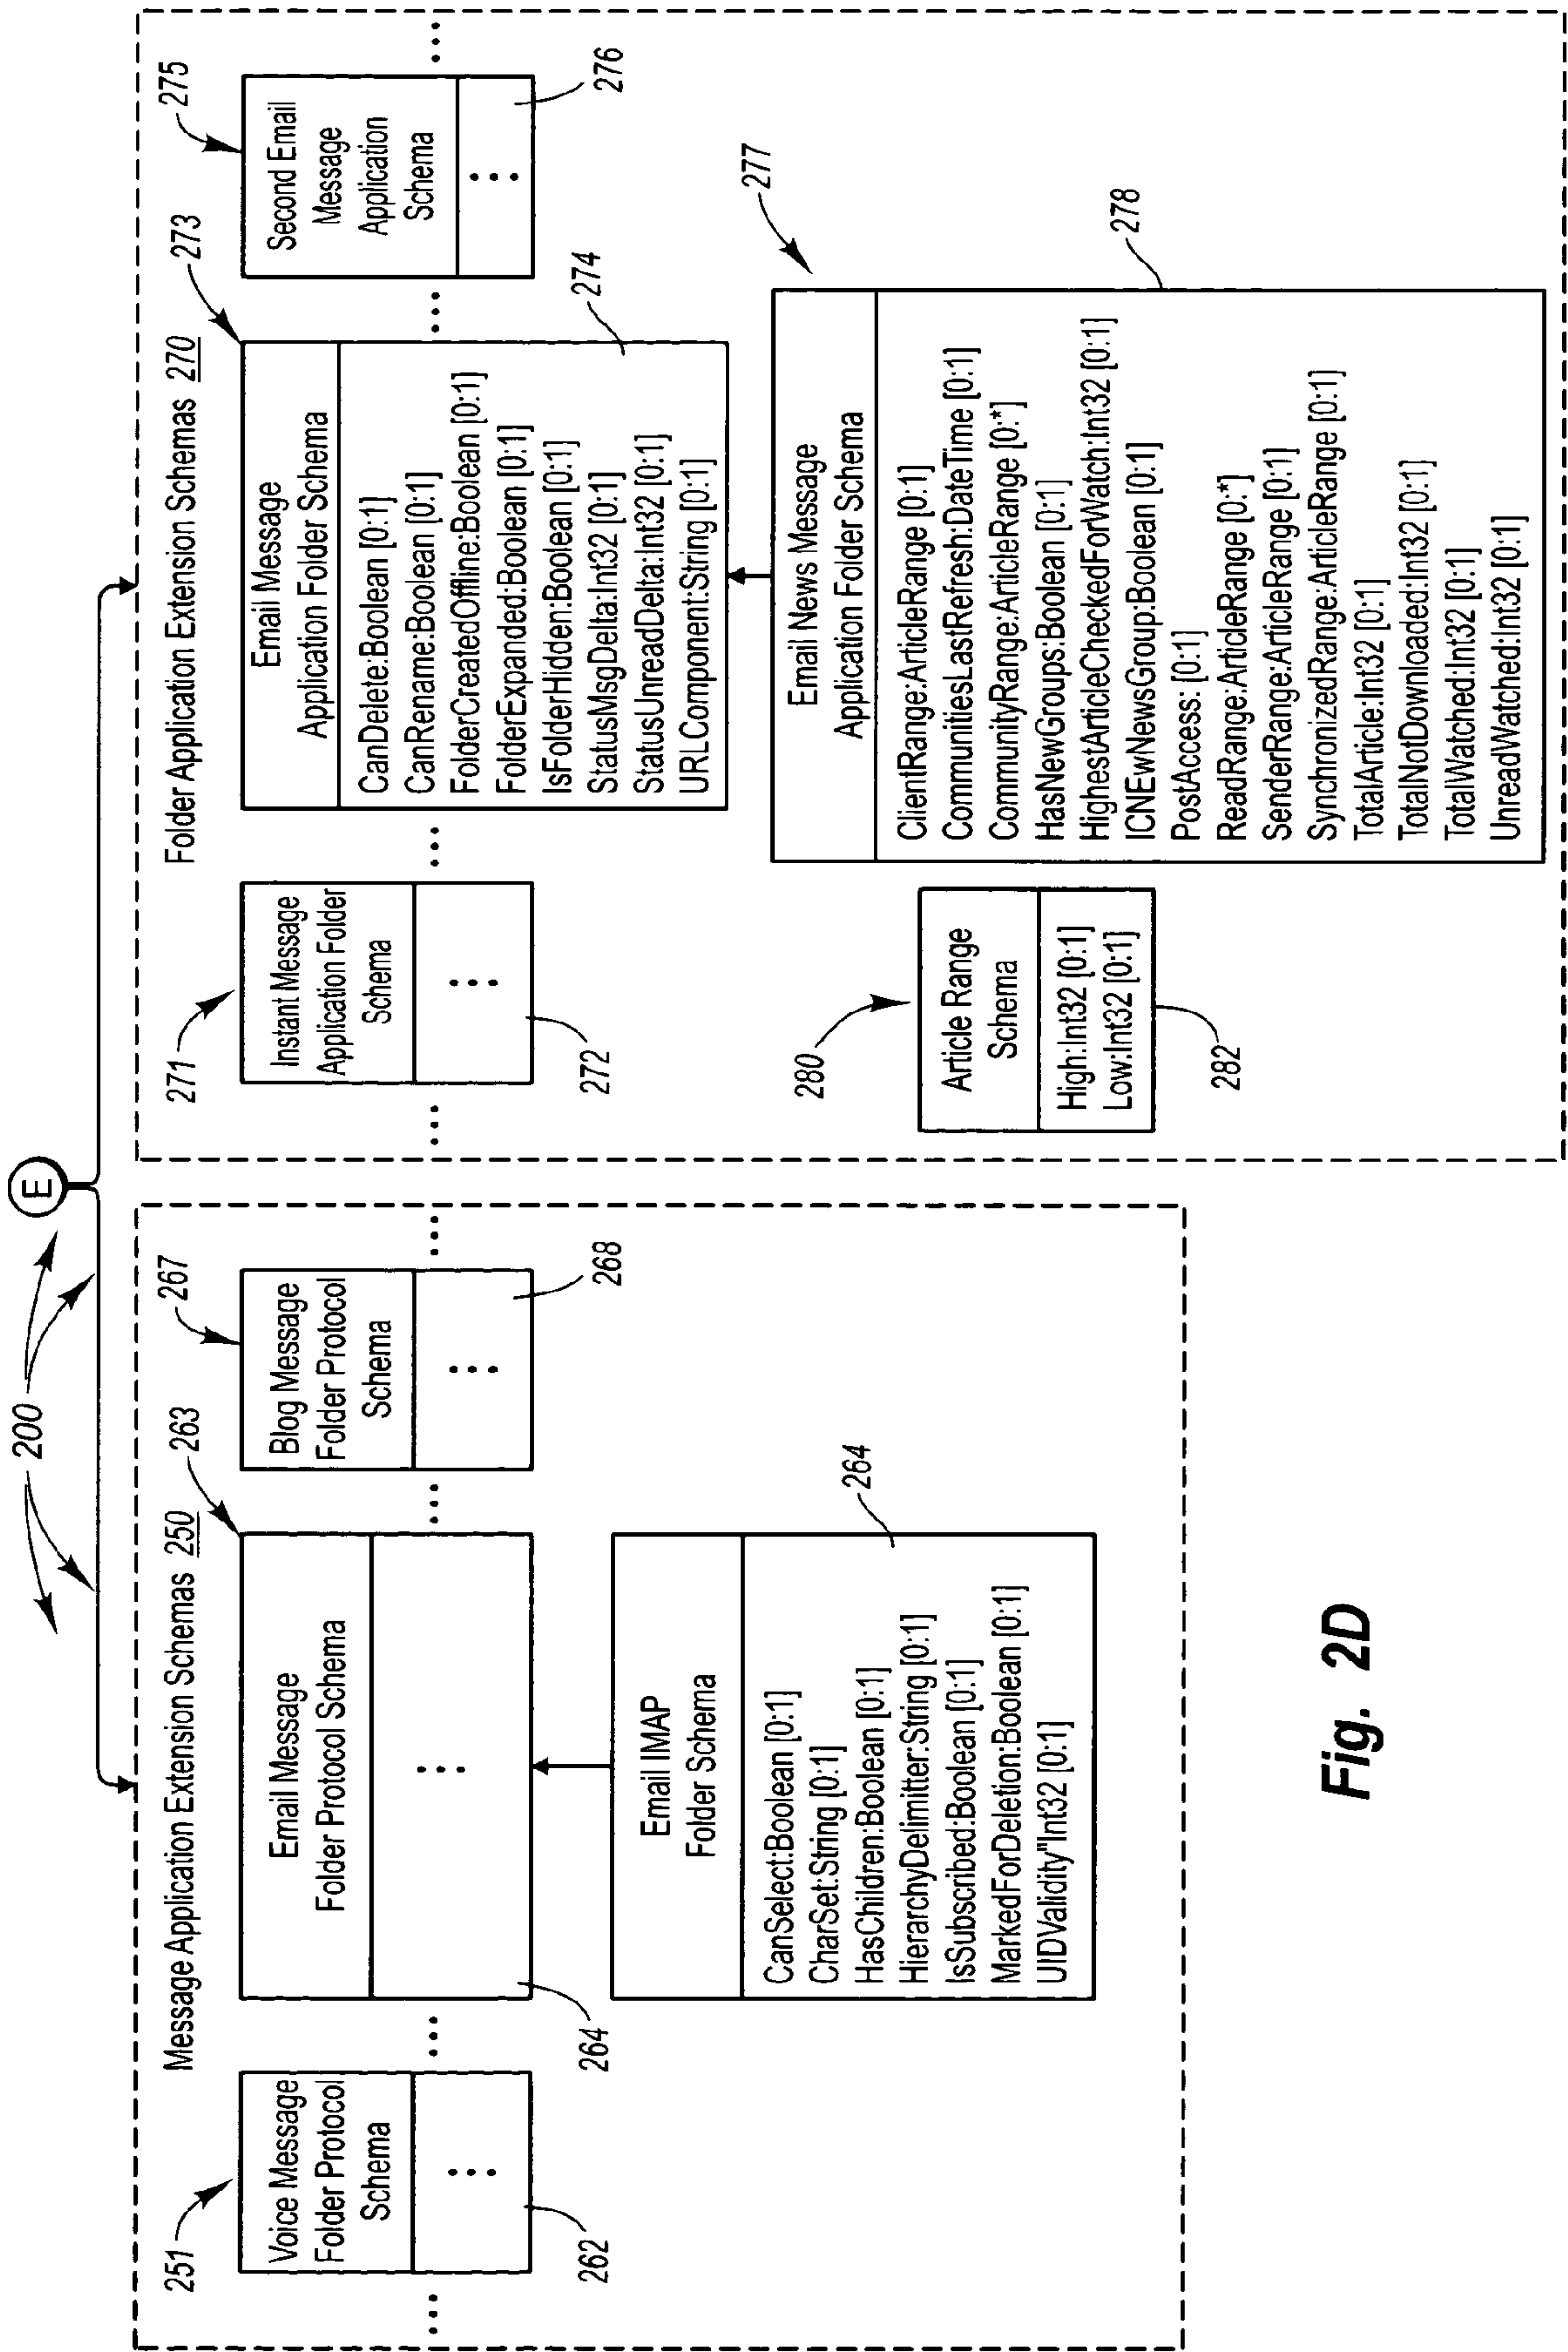 E
200
Message Application Extension Schemas 250
251
Voice Message
Folder Protocol
Schema
262
263
Email Message
Folder Protocol Schema
264
267
Blog Message
Folder Protocol
Schema
268
Email IMAP
Folder Schema
264
CanSelect:Boolean [0:1]
CharSet:String [0:1]
HasChildren:Boolean [0:1]
HierarchyDelimitter:String [0:1]
IsSubscribed:Boolean [0:1]
MarkedForDeletion:Boolean [0:1]
UIDValidity"Int32 [0:1]
Folder Application Extension Schemas 270
271
Instant Message
Application Folder
Schema
272
273
Email Message
Application Folder Schema
274
CanDelete:Boolean [0:1]
CanRename:Boolean [0:1]
FolderCreatedOffline:Boolean [0:1]
FolderExpanded:Boolean [0:1]
IsFolderHidden:Boolean [0:1]
StatusMsgDelta:Int32 [0:1]
StatusUnreadDelta:Int32 [0:1]
URLComponent:String [0:1]
275
Second Email
Message
Application
Schema
276
280
Article Range
Schema
High:Int32 [0:1]
Low:Int32 [0:1]
282
277
Email News Message
Application Folder Schema
278
ClientRange:ArticleRange [0:1]
CommunitiesLastRefresh:DateTime [0:1]
CommunityRange:ArticleRange [0:*]
HasNewGroups:Boolean [0:1]
HighestArticleCheckedForWatch:Int32 [0:1]
ICNEwNewsGroup:Boolean [0:1]
PostAccess: [0:1]
ReadRange:ArticleRange [0:*]
SenderRange:ArticleRange [0:1]
SynchronizedRange:ArticleRange [0:1]
TotalArticle:Int32 [0:1]
TotalNotDownloaded:Int32 [0:1]
TotalWatched:Int32 [0:1]
UnreadWatched:Int32 [0:1]
Fig. 2D